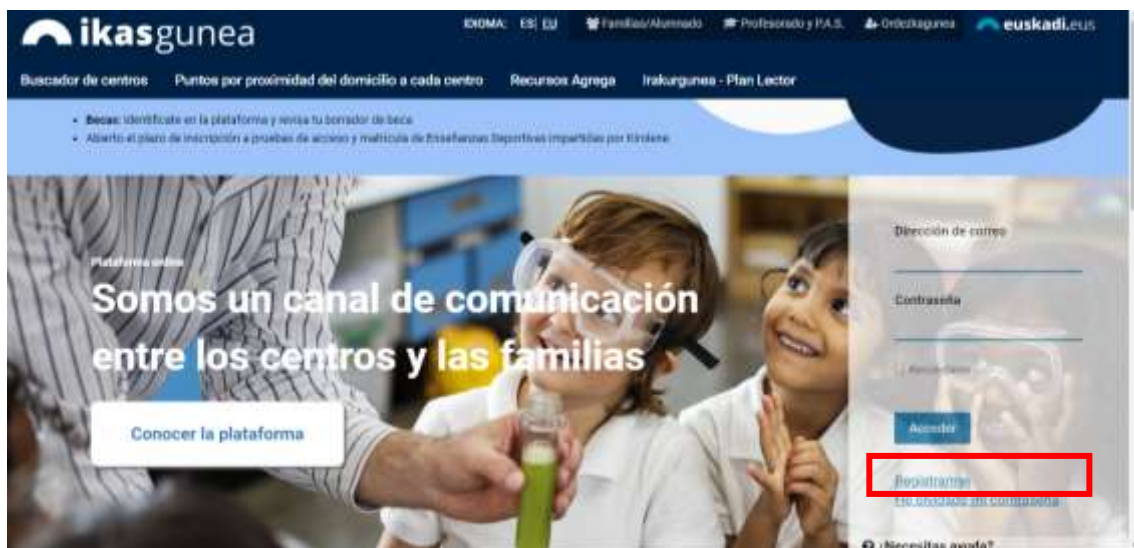 ikasgunea
IDIOMA: ES| EU Familias/Alumnado Profesorado y P.A.S. Ordezkagunea euskadi.eus
Buscador de centros Puntos por proximidad del domicilio a cada centro Recursos Agrega Irakurgunea - Plan Lector
Becas: Identifícate en la plataforma y revisa tu borrador de beca
Abierto el plazo de inscripción a pruebas de acceso y matrícula de Enseñanzas Deportivas impartidas por Kirolene
Plataforma online
Somos un canal de comunicación
entre los centros y las familias
Conocer la plataforma
Dirección de correo
Contraseña
Recuérdame
Acceder
Registrarme
He olvidado mi contraseña
¿Necesitas ayuda?